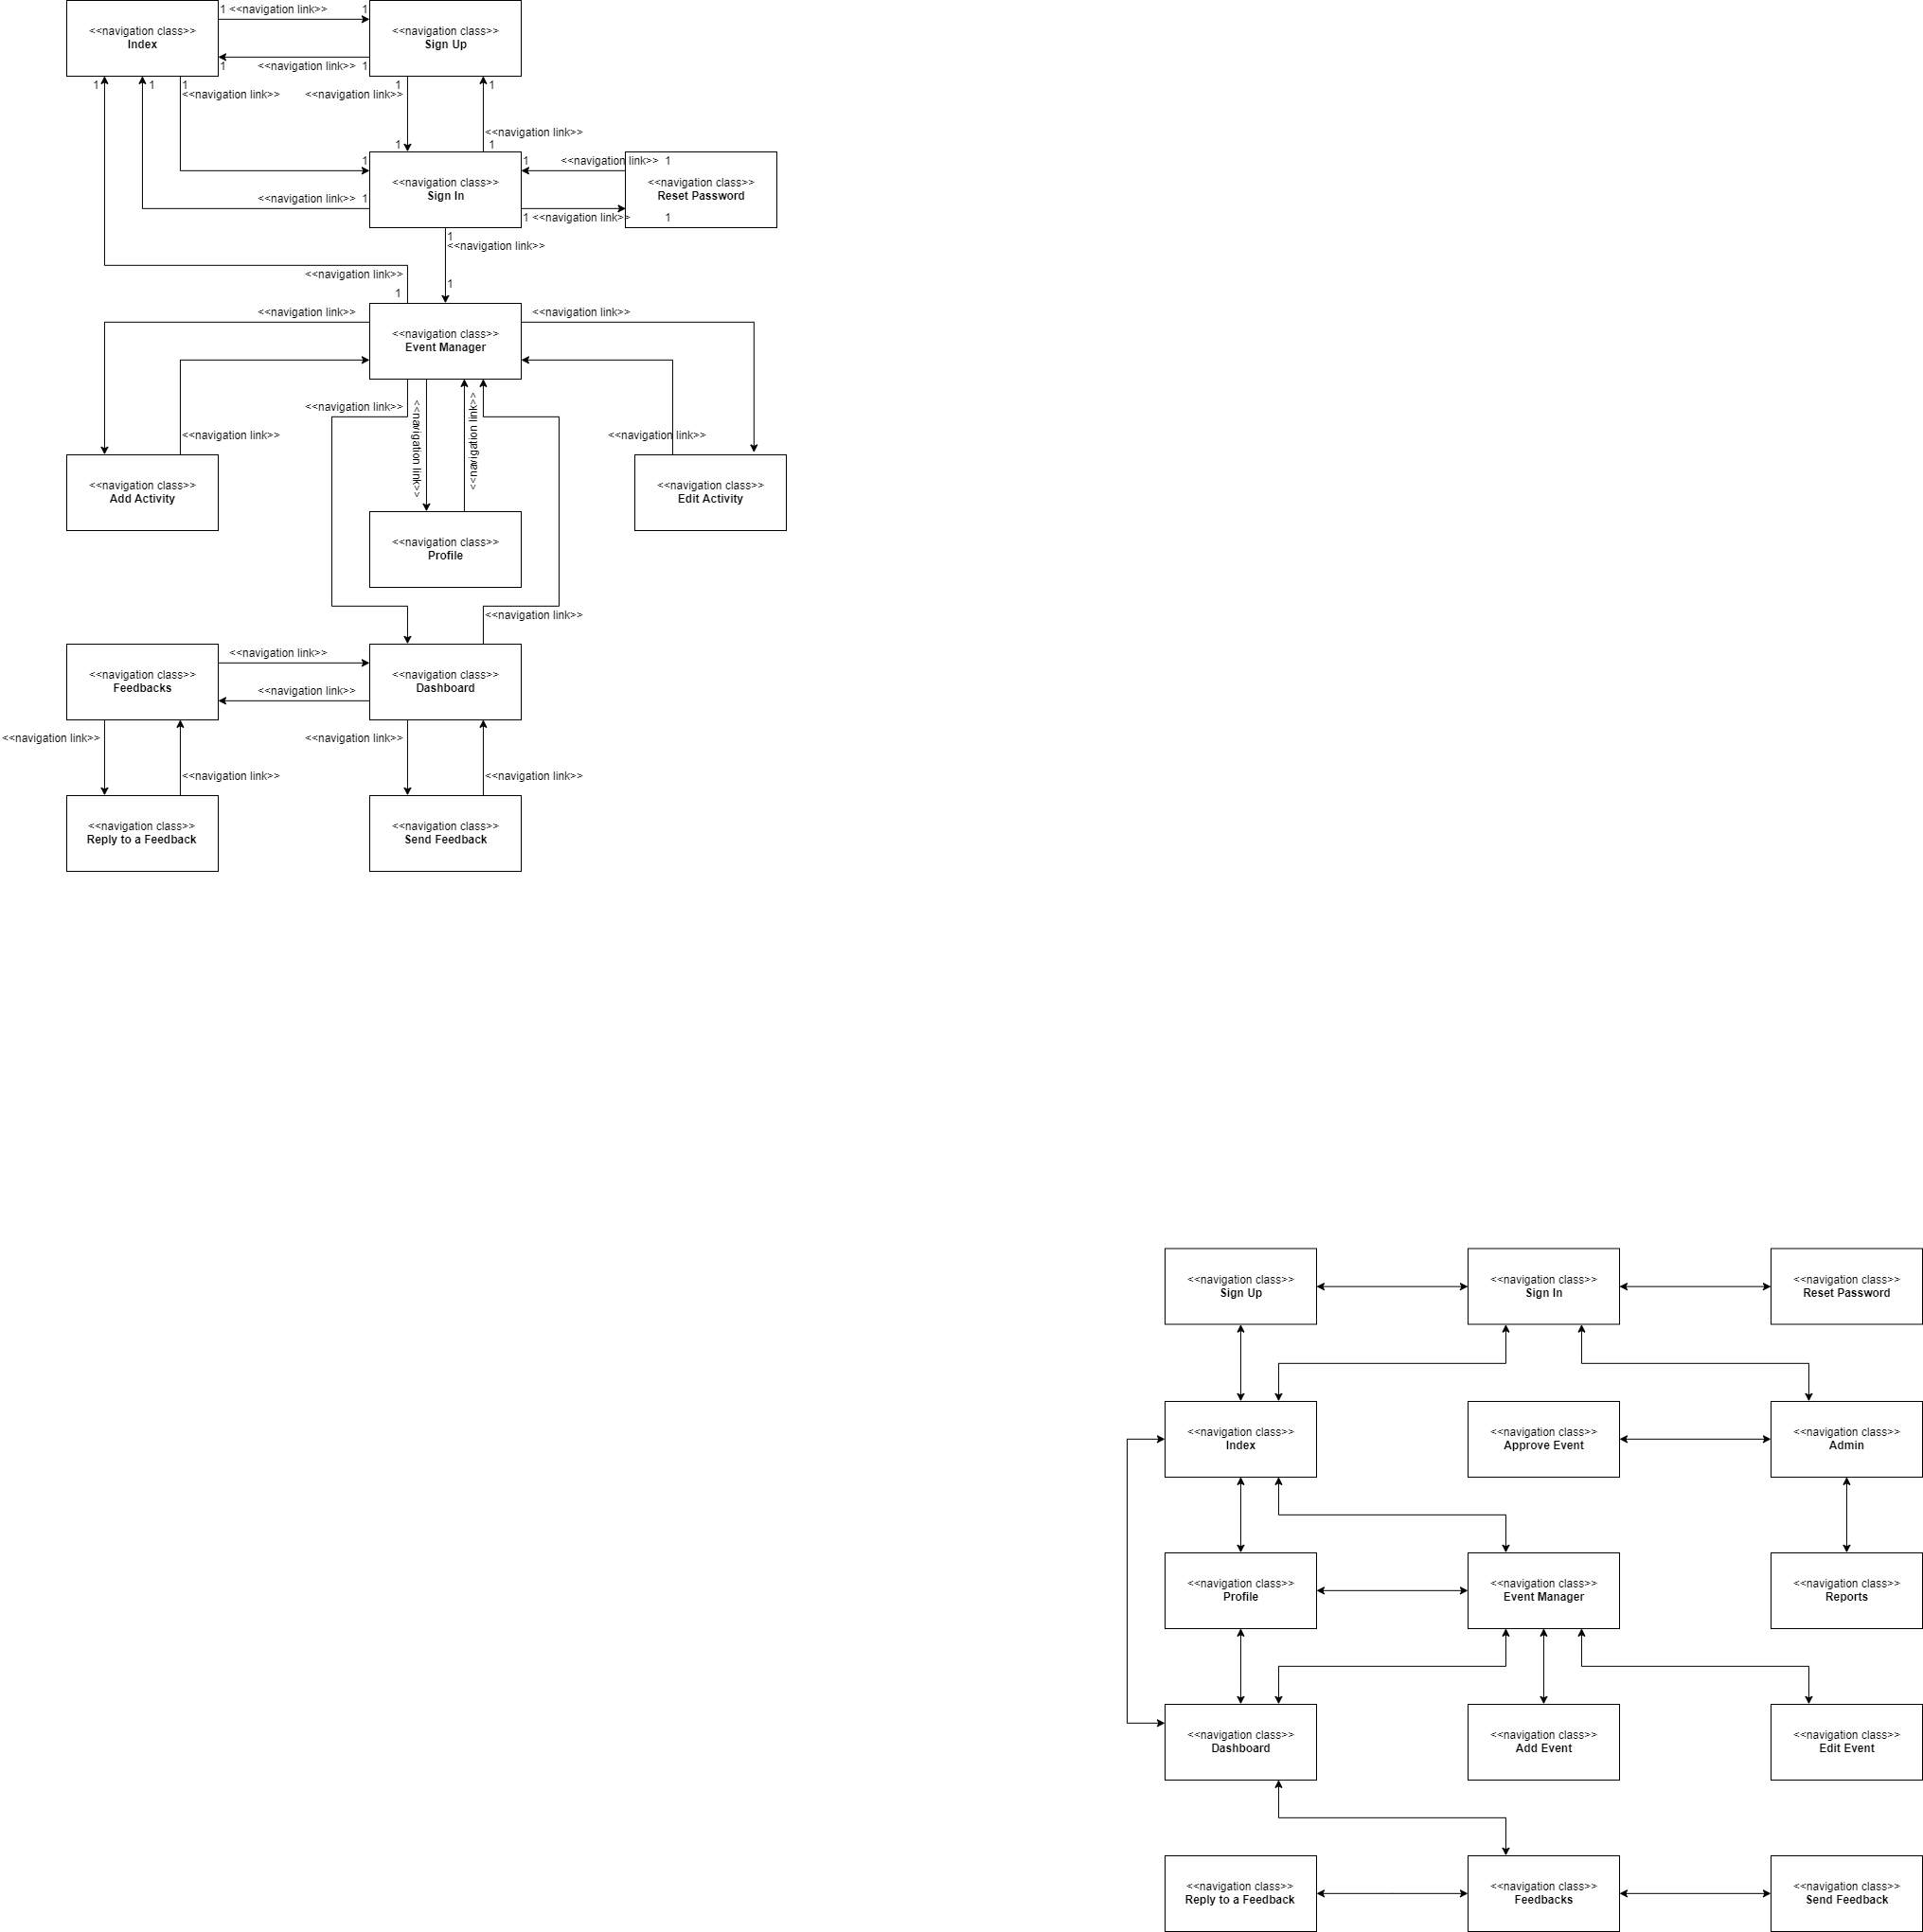 1 <<navigation link>> 1
<<navigation class>>
Index
<<navigation class>>
Sign Up
1 <<navigation link>> 1
1 1 1 1 1
<<navigation link>> <<navigation link>>
<<navigation link>>
1 1
1 1 <<navigation link>> 1
<<navigation class>>
Sign In
<<navigation class>>
Reset Password
<<navigation link>> 1
1 <<navigation link>> 1
1
<<navigation link>>
<<navigation link>>
1
1
<<navigation link>> <<navigation link>>
<<navigation class>>
Event Manager
<<navigation link>>
<<navigation link>>
<<navigation link>>
<<navigation link>>
<<navigation link>>
<<navigation class>>
Add Activity
<<navigation class>>
Edit Activity
<<navigation class>>
Profile
<<navigation link>>
<<navigation link>>
<<navigation class>>
Feedbacks
<<navigation class>>
Dashboard
<<navigation link>>
<<navigation link>> <<navigation link>>
<<navigation link>> <<navigation link>>
<<navigation class>>
Reply to a Feedback
<<navigation class>>
Send Feedback
<<navigation class>>
Sign Up
<<navigation class>>
Sign In
<<navigation class>>
Reset Password
<<navigation class>>
Index
<<navigation class>>
Approve Event
<<navigation class>>
Admin
<<navigation class>>
Profile
<<navigation class>>
Event Manager
<<navigation class>>
Reports
<<navigation class>>
Dashboard
<<navigation class>>
Add Event
<<navigation class>>
Edit Event
<<navigation class>>
Reply to a Feedback
<<navigation class>>
Feedbacks
<<navigation class>>
Send Feedback